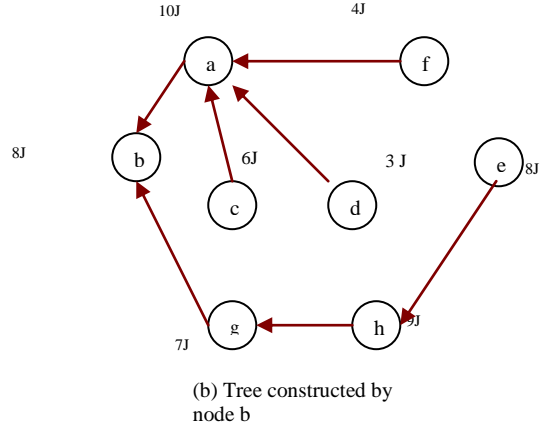 10J
4J
a
f
8J
b
6J
3 J
e
8J
c
d
g
h
9J
7J
(b) Tree constructed by
node b